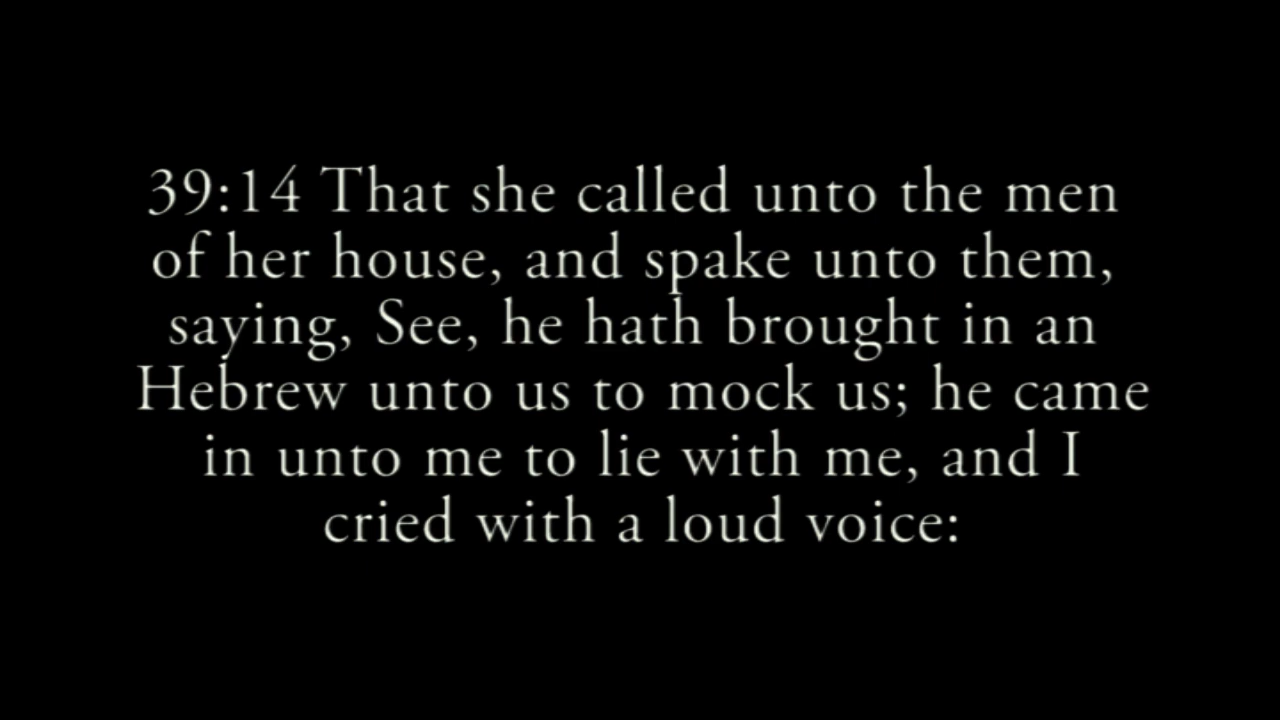 39:14 That she called unto the men
of her house, and spake unto them,
saying, See, he hath brought in an
Hebrew unto us to mock us; he came
in unto me to lie with me, and I
cried with a loud voice: